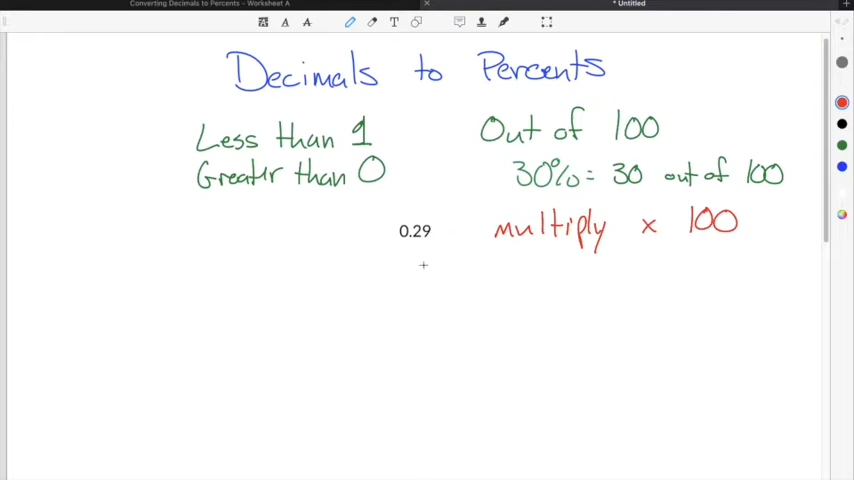 Converting Decimals to Percents - Worksheet A
* Untitled
Decimals to Percents
Less than 1
Greater than 0
Out of 100
30% = 30 out of 100
0.29
multiply x 100